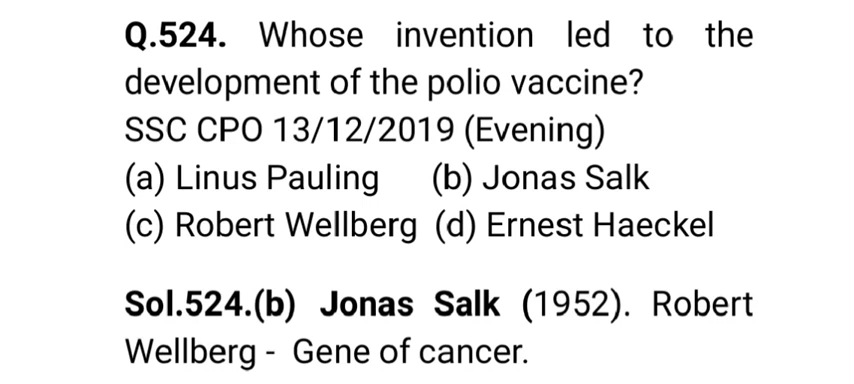 Q.524. Whose invention led to the
development of the polio vaccine?
SSC CPO 13/12/2019 (Evening)
(a) Linus Pauling (b) Jonas Salk
(c) Robert Wellberg (d) Ernest Haeckel
Sol.524.(b) Jonas Salk (1952). Robert
Wellberg - Gene of cancer.